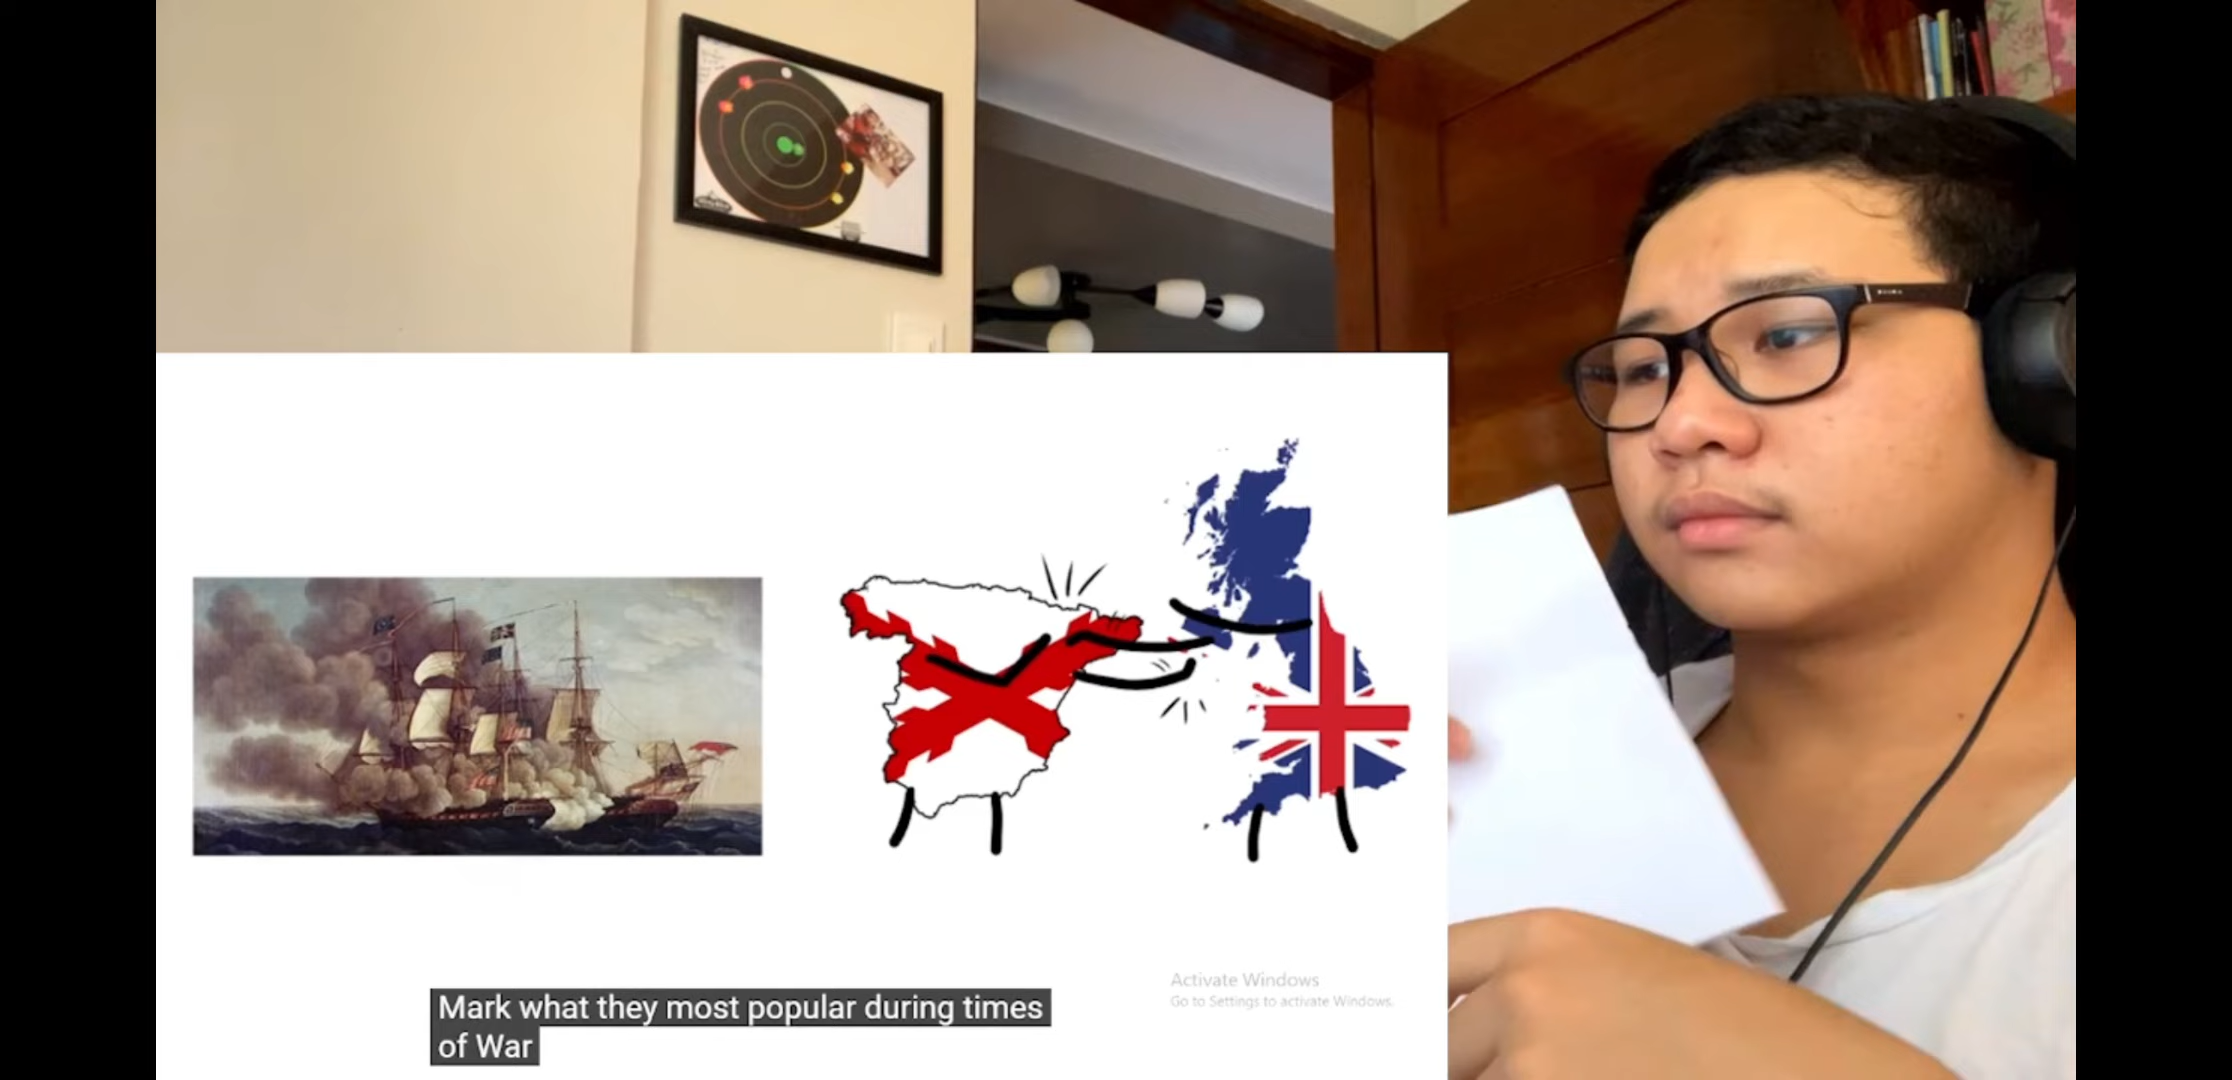 Activate Windows
Go to Settings to activate Windows.
Mark what they most popular during times
of War